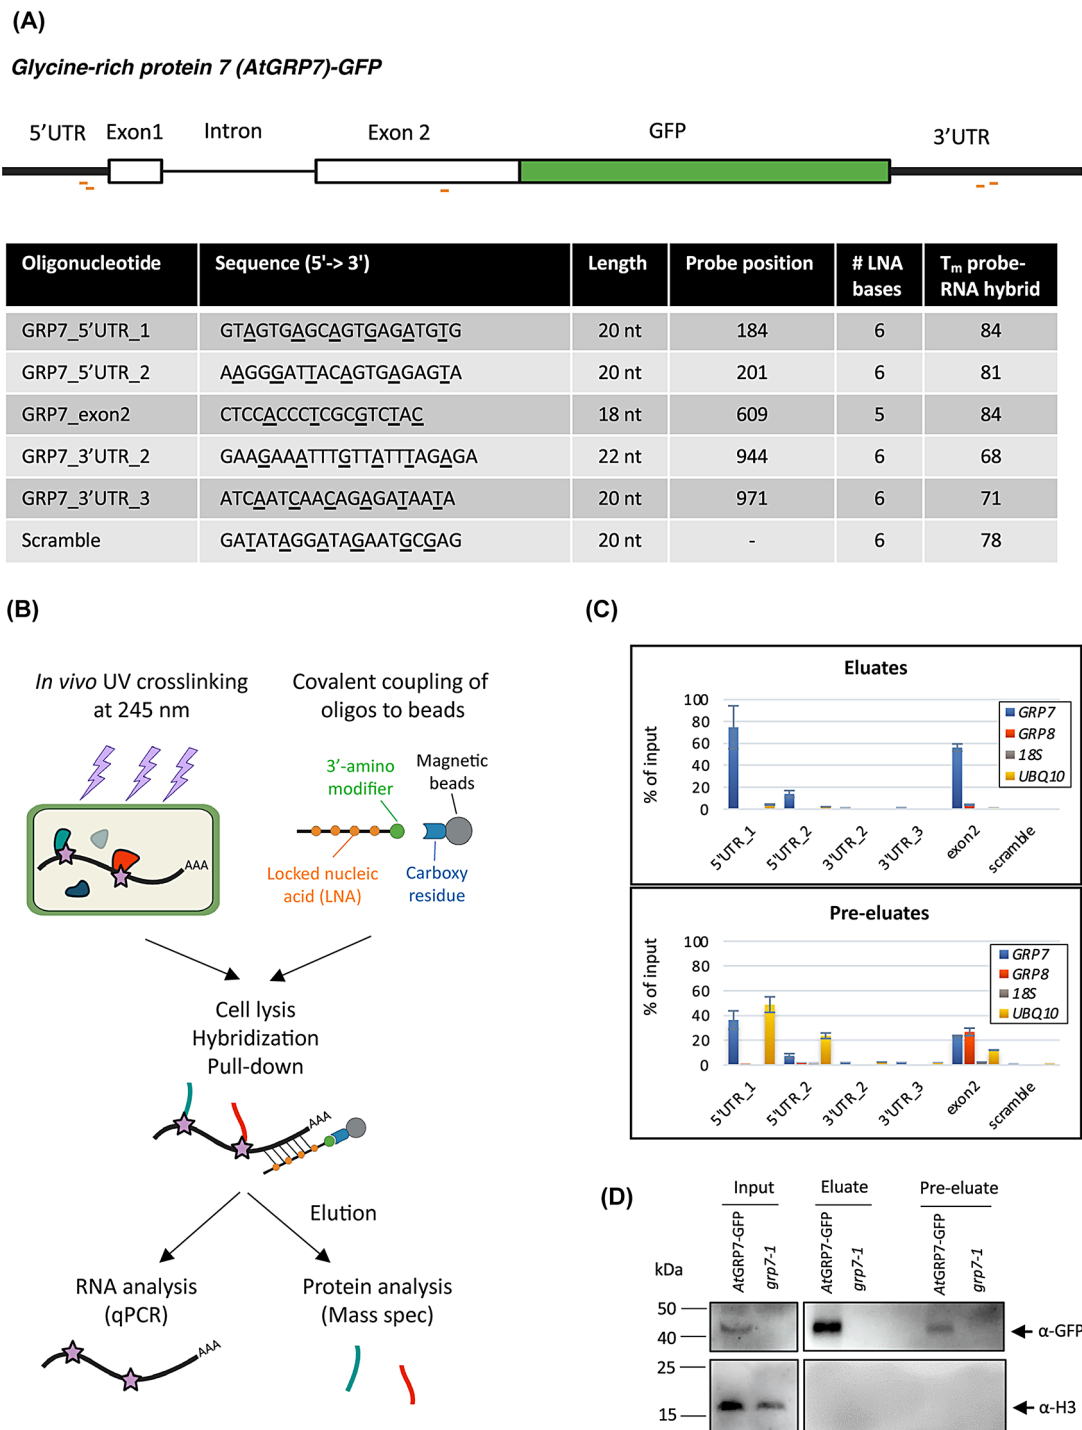 (A)
Glycine-rich protein 7 (AtGRP7)-GFP
5'UTR Exon1 Intron Exon 2 GFP 3'UTR
Oligonucleotide Sequence (5'-> 3') Length Probe position # LNA bases Tm probe-RNA hybrid
GRP7_5'UTR_1 GTAGTGAGCAGTGAGATGTG 20 nt 184 6 84
GRP7_5'UTR_2 AAGGGATTACAGTGAGAGTA 20 nt 201 6 81
GRP7_exon2 CTCCACCCTCGCGTCTAC 18 nt 609 5 84
GRP7_3'UTR_2 GAAGAAATTTGTTATTTAGAGA 22 nt 944 6 68
GRP7_3'UTR_3 ATCAATCAACAGAGATAATA 20 nt 971 6 71
Scramble GATATAGGATAGAATGCGAG 20 nt - 6 78
(B)
In vivo UV crosslinking
at 245 nm
Covalent coupling of
oligos to beads
3'-amino
modifier
Magnetic
beads
AAA
Locked nucleic
acid (LNA)
Carboxy
residue
Cell lysis
Hybridization
Pull-down
AAA
Elution
RNA analysis
(qPCR)
Protein analysis
(Mass spec)
AAA
(C)
Eluates
% of input
100
80
60
40
20
0
GRP7
GRP8
18S
UBQ10
5'UTR_1 5'UTR_2 3'UTR_2 3'UTR_3 exon2 scramble
Pre-eluates
% of input
100
80
60
40
20
0
GRP7
GRP8
18S
UBQ10
5'UTR_1 5'UTR_2 3'UTR_2 3'UTR_3 exon2 scramble
(D)
Input Eluate Pre-eluate
AtGRP7-GFP grp7-1 AtGRP7-GFP grp7-1 AtGRP7-GFP grp7-1
kDa
50
40
α-GFP
25
15
α-H3